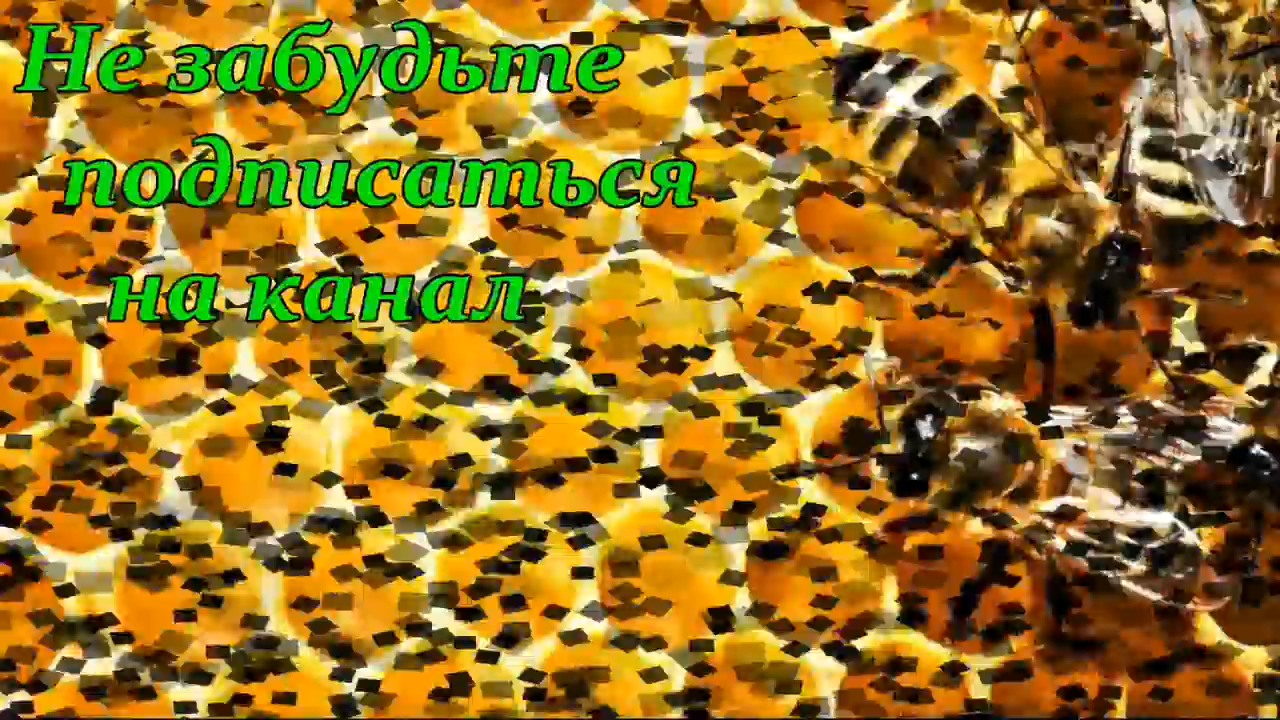 Не забудьте
подписаться
на канал